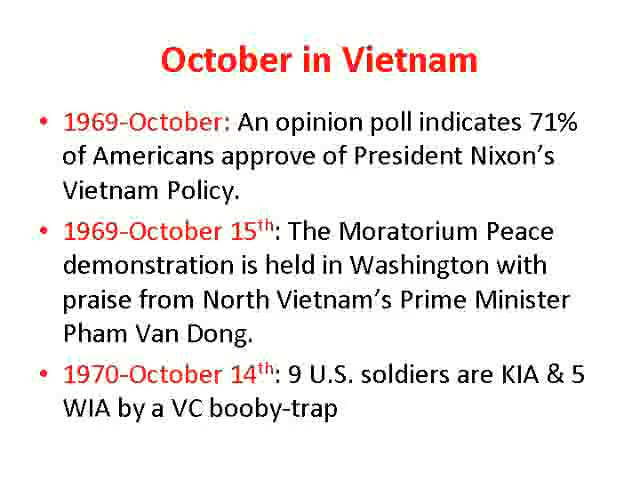 October in Vietnam
• 1969-October: An opinion poll indicates 71%
of Americans approve of President Nixon's
Vietnam Policy.
• 1969-October 15th: The Moratorium Peace
demonstration is held in Washington with
praise from North Vietnam's Prime Minister
Pham Van Dong.
• 1970-October 14th: 9 U.S. soldiers are KIA & 5
WIA by a VC booby-trap